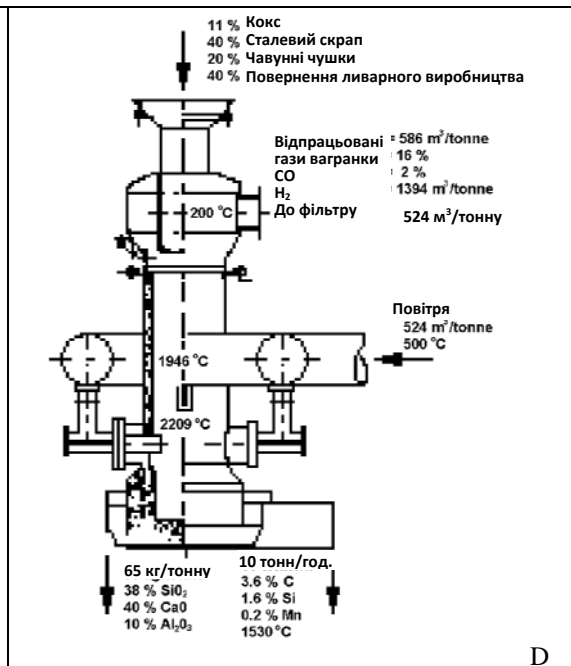 11 % Кокс
40 % Сталевий скрап
20 % Чавунні чушки
40 % Повернення ливарного виробництва
Відпрацьовані = 586 m³/tonne
гази вагранки = 16 %
CO = 2 %
H₂ = 1394 m³/tonne
До фільтру 524 м³/тонну
200 °C
Повітря
524 m³/tonne
500 °C
1946 °C
2209 °C
65 кг/тонну
38 % SiO₂
40 % CaO
10 % Al₂O₃
10 тонн/год.
3.6 % C
1.6 % Si
0.2 % Mn
1530 °C
D